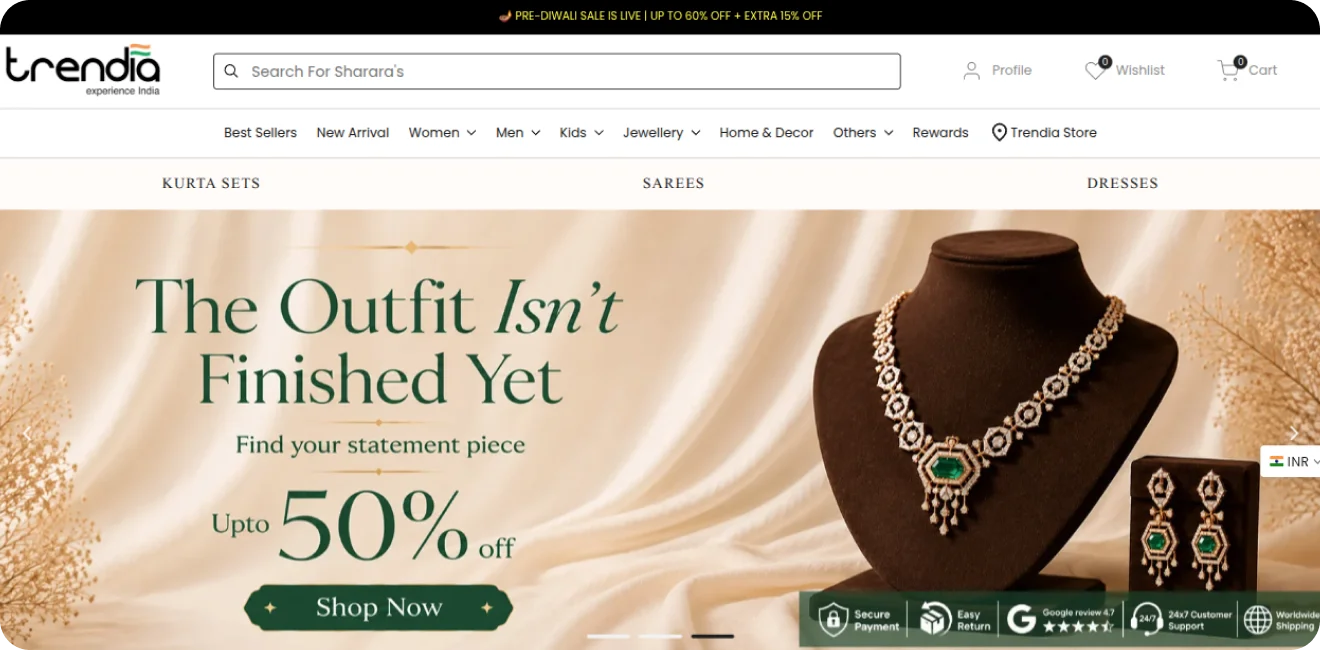 PRE-DIWALI SALE IS LIVE | UP TO 60% OFF + EXTRA 15% OFF
trendia
experience India
Search For Sharara's
Profile
0
Wishlist
0
Cart
Best Sellers
New Arrival
Women
Men
Kids
Jewellery
Home & Decor
Others
Rewards
Trendia Store
KURTA SETS
SAREES
DRESSES
The Outfit Isn't
Finished Yet
Find your statement piece
Upto 50% off
Shop Now
INR
Secure
Payment
Easy
Return
G
Google review 4.7
24/7
24x7 Customer
Support
Worldwide
Shipping